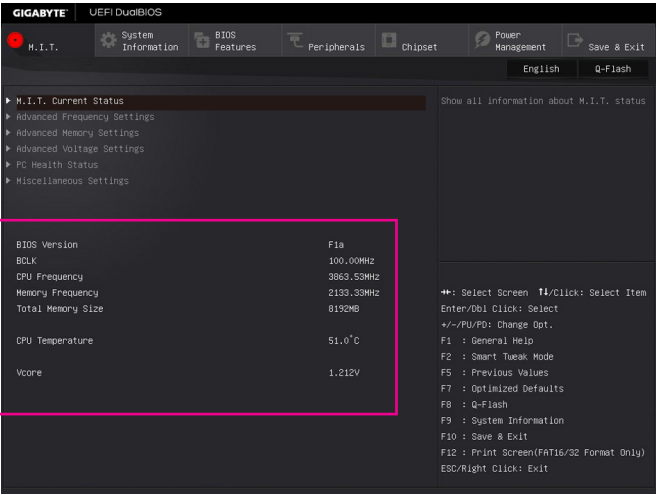 GIGABYTE™ UEFI DualBIOS
M.I.T.
System Information
BIOS Features
Peripherals
Chipset
Power Management
Save & Exit
English Q-Flash
M.I.T. Current Status
Advanced Frequency Settings
Advanced Memory Settings
Advanced Voltage Settings
PC Health Status
Miscellaneous Settings
Show all information about M.I.T. status
BIOS Version F1a
BCLK 100.00MHz
CPU Frequency 3863.53MHz
Memory Frequency 2133.33MHz
Total Memory Size 8192MB
CPU Temperature 51.0°C
Vcore 1.212V
→←: Select Screen ↑↓/Click: Select Item
Enter/Dbl Click: Select
+/-/PU/PD: Change Opt.
F1 : General Help
F2 : Smart Tweak Mode
F5 : Previous Values
F7 : Optimized Defaults
F8 : Q-Flash
F9 : System Information
F10 : Save & Exit
F12 : Print Screen(FAT16/32 Format Only)
ESC/Right Click: Exit